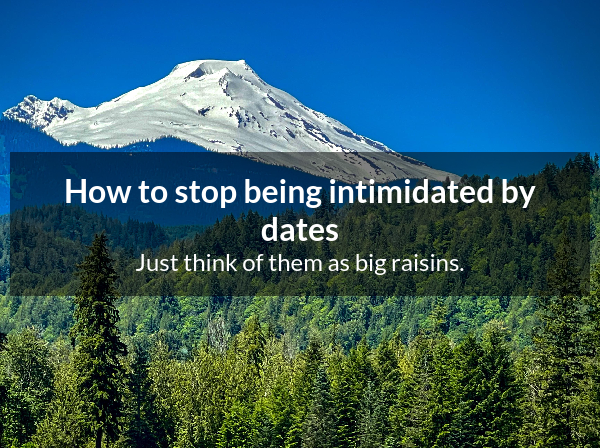 How to stop being intimidated by
dates
Just think of them as big raisins.